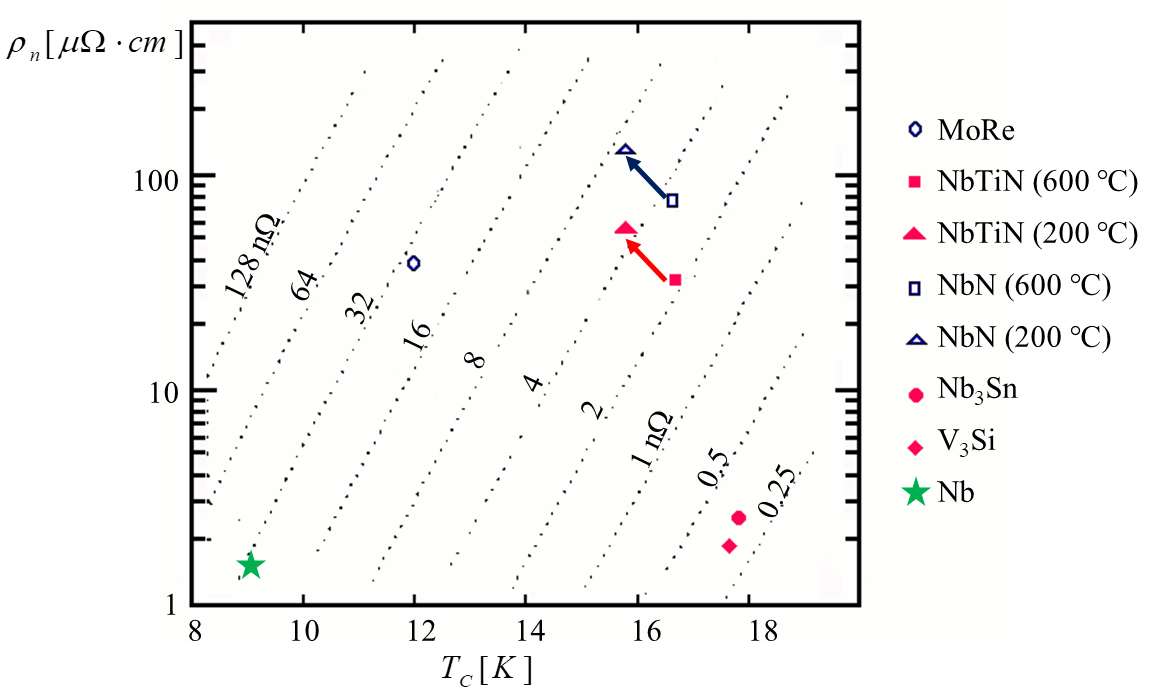 ρₙ [μΩ · cm]
100
10
1
128 nΩ
64
32
16
8
4
2
1 nΩ
0.5
0.25
8 10 12 14 16 18
T_C [K]
MoRe
NbTiN (600 ℃)
NbTiN (200 ℃)
NbN (600 ℃)
NbN (200 ℃)
Nb₃Sn
V₃Si
Nb